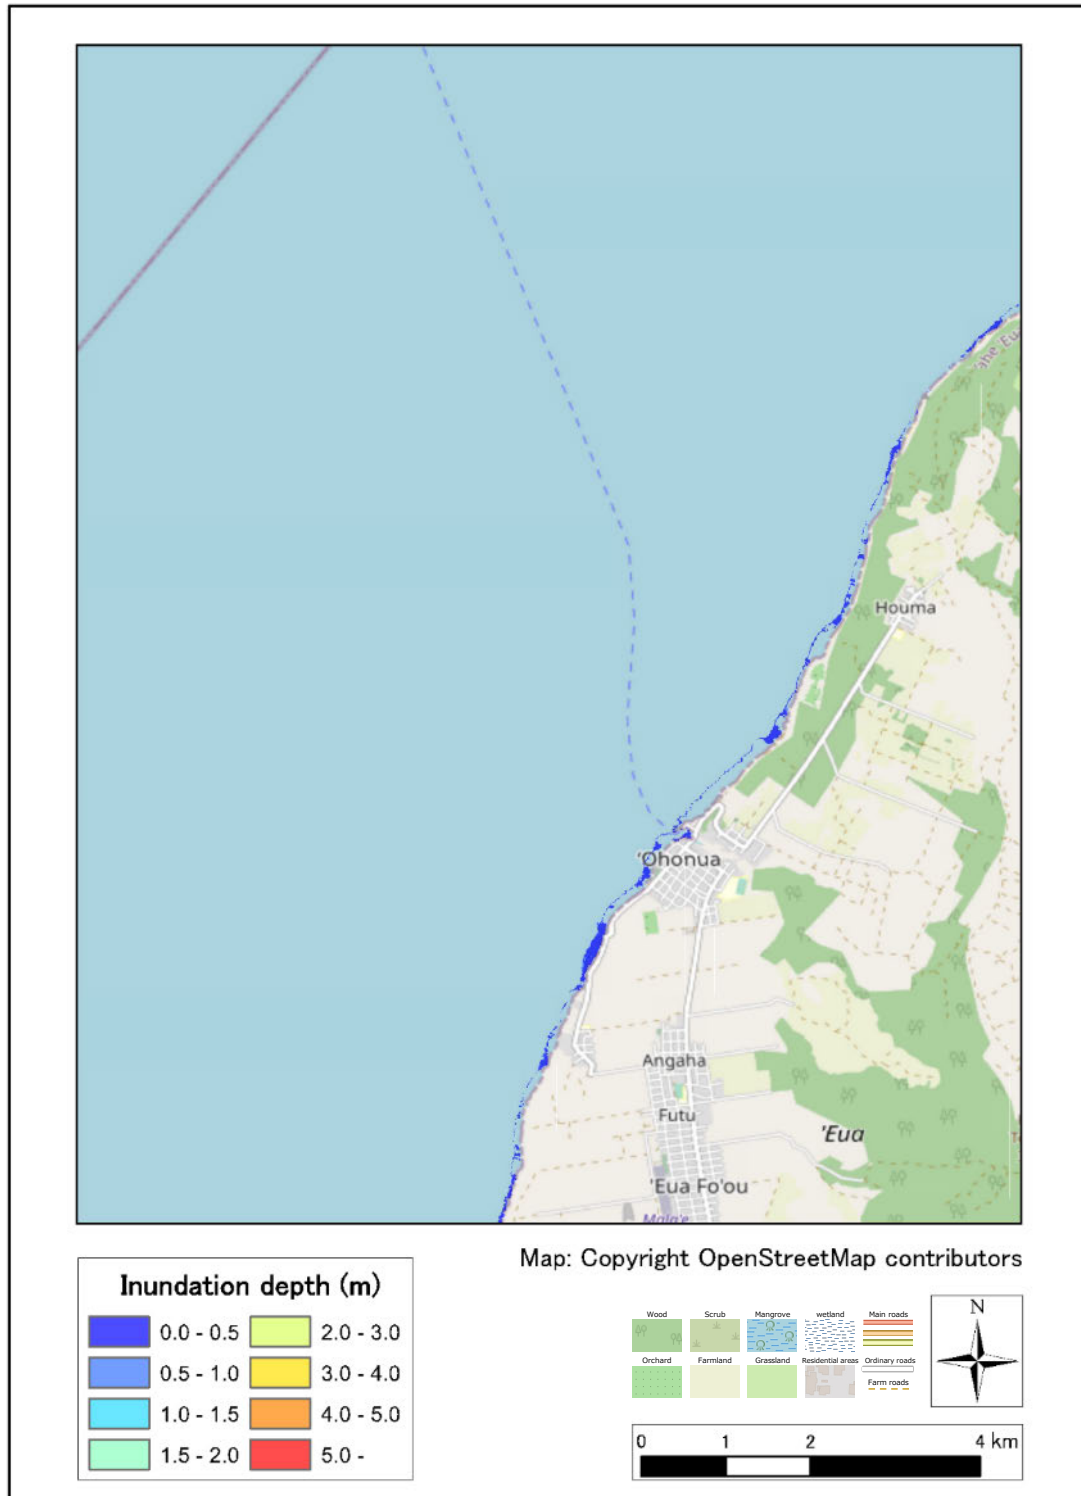 'ahe 'Eu
Houma
'Ohonua
Angaha
Futu
'Eua
'Eua Fo'ou
Mala'e
Map: Copyright OpenStreetMap contributors
Inundation depth (m)
0.0 - 0.5
2.0 - 3.0
0.5 - 1.0
3.0 - 4.0
1.0 - 1.5
4.0 - 5.0
1.5 - 2.0
5.0 -
Wood
Scrub
Mangrove
wetland
Main roads
Orchard
Farmland
Grassland
Residential areas
Ordinary roads
Farm roads
N
0 1 2 4 km